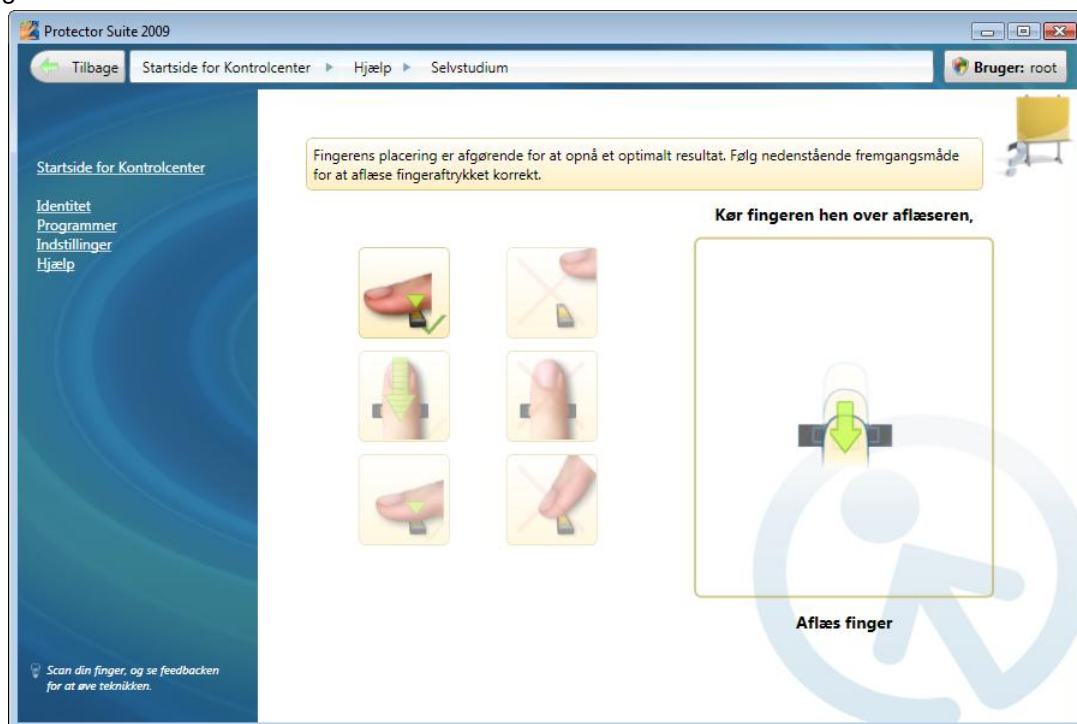 g
Protector Suite 2009
Tilbage
Startside for Kontrolcenter
Hjælp
Selvstudium
Bruger: root
Startside for Kontrolcenter
Identitet
Programmer
Indstillinger
Hjælp
Fingerens placering er afgørende for at opnå et optimalt resultat. Følg nedenstående fremgangsmåde
for at aflæse fingeraftrykket korrekt.
Kør fingeren hen over aflæseren,
Aflæs finger
Scan din finger, og se feedbacken
for at øve teknikken.